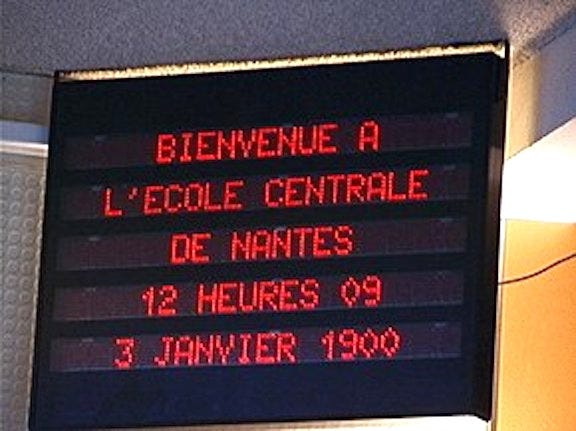 BIENVENUE A
L'ECOLE CENTRALE
DE NANTES
12 HEURES 09
3 JANVIER 1900